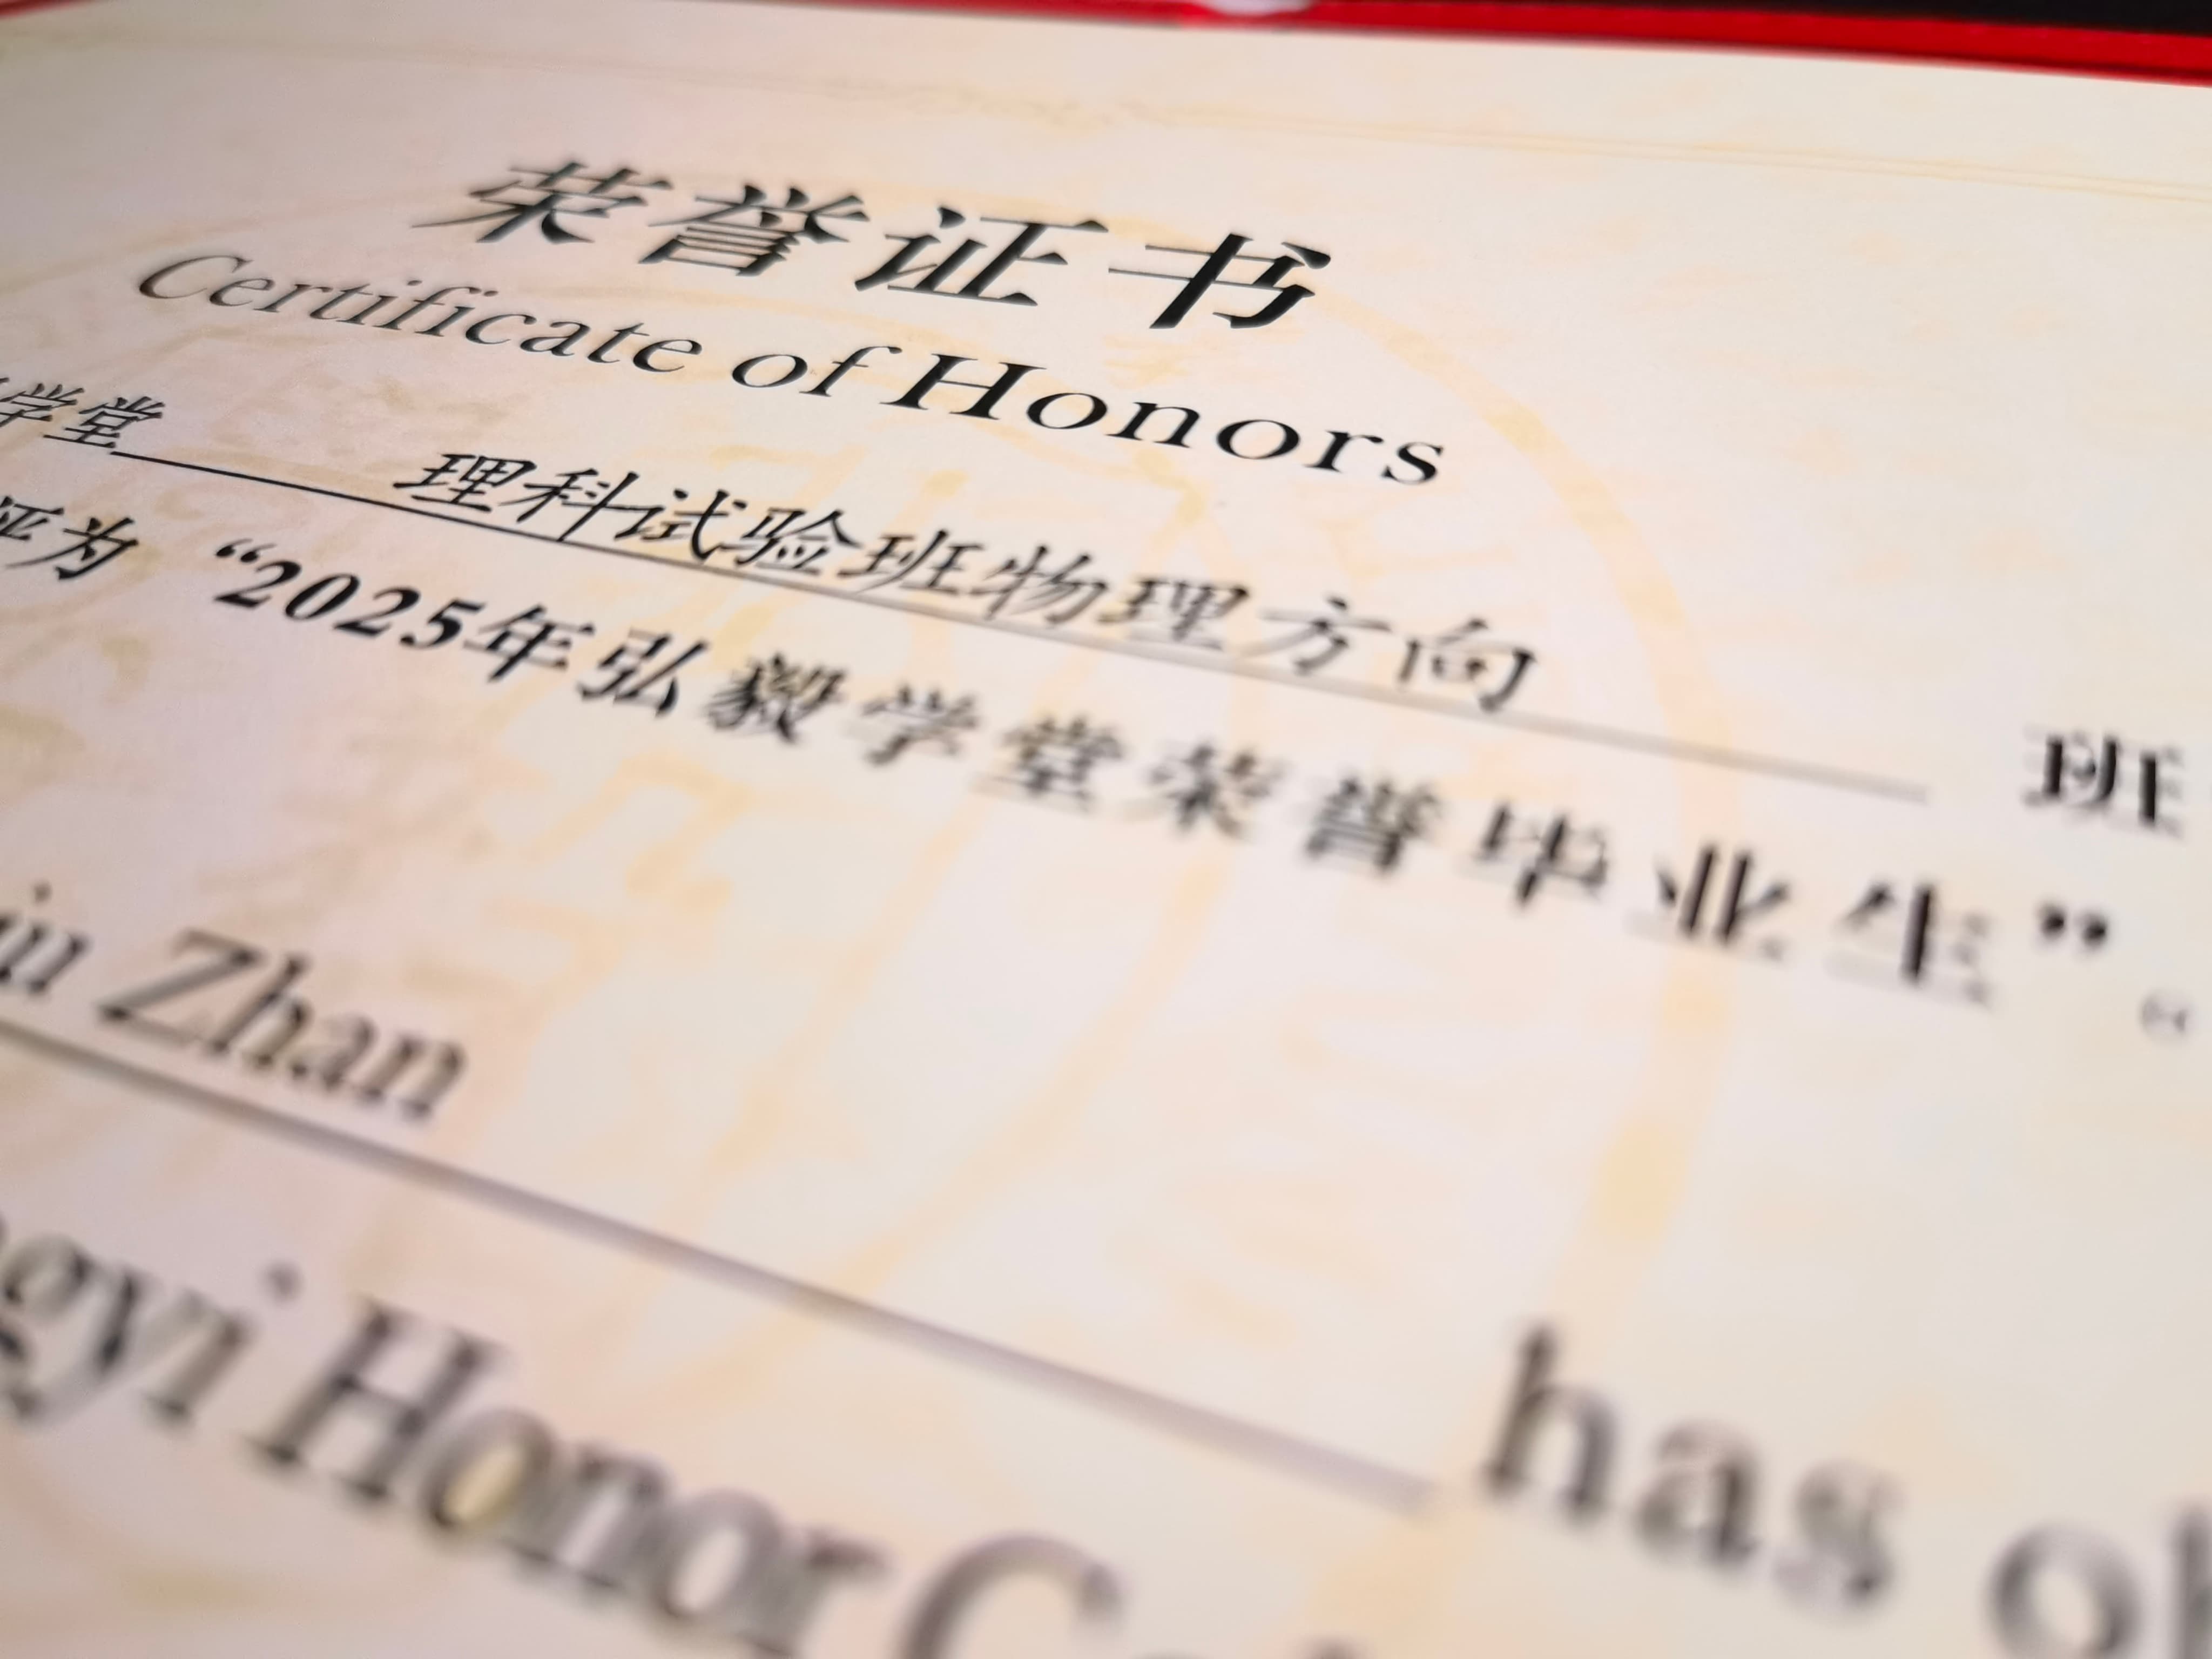 荣誉证书
Certificate of Honors
学堂 理科试验班物理方向 班
评为“2025年弘毅学堂荣誉毕业生”。
Zhan
has
gyi Honor